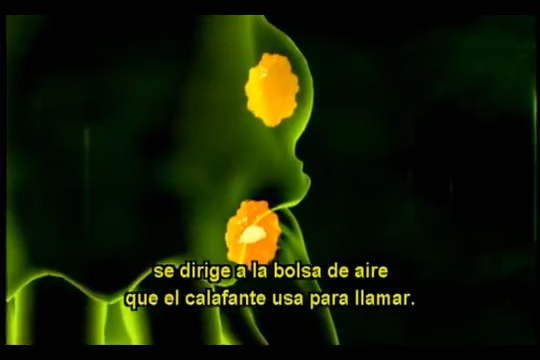 se dirige a la bolsa de aire
que el calafante usa para llamar.